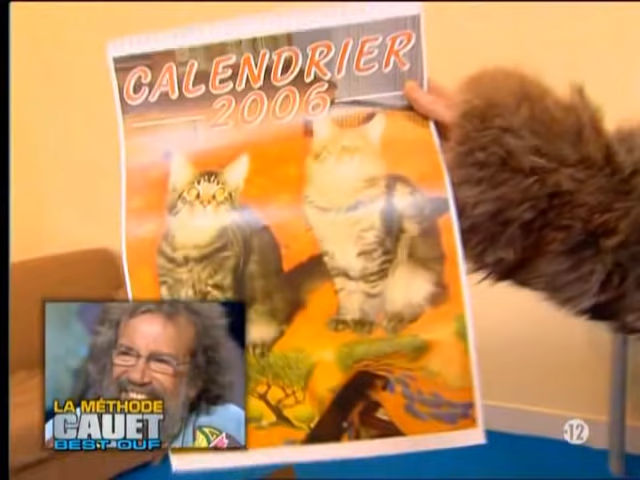 CALENDRIER
2006
LA MÉTHODE
CAUET
BEST OUF
-12